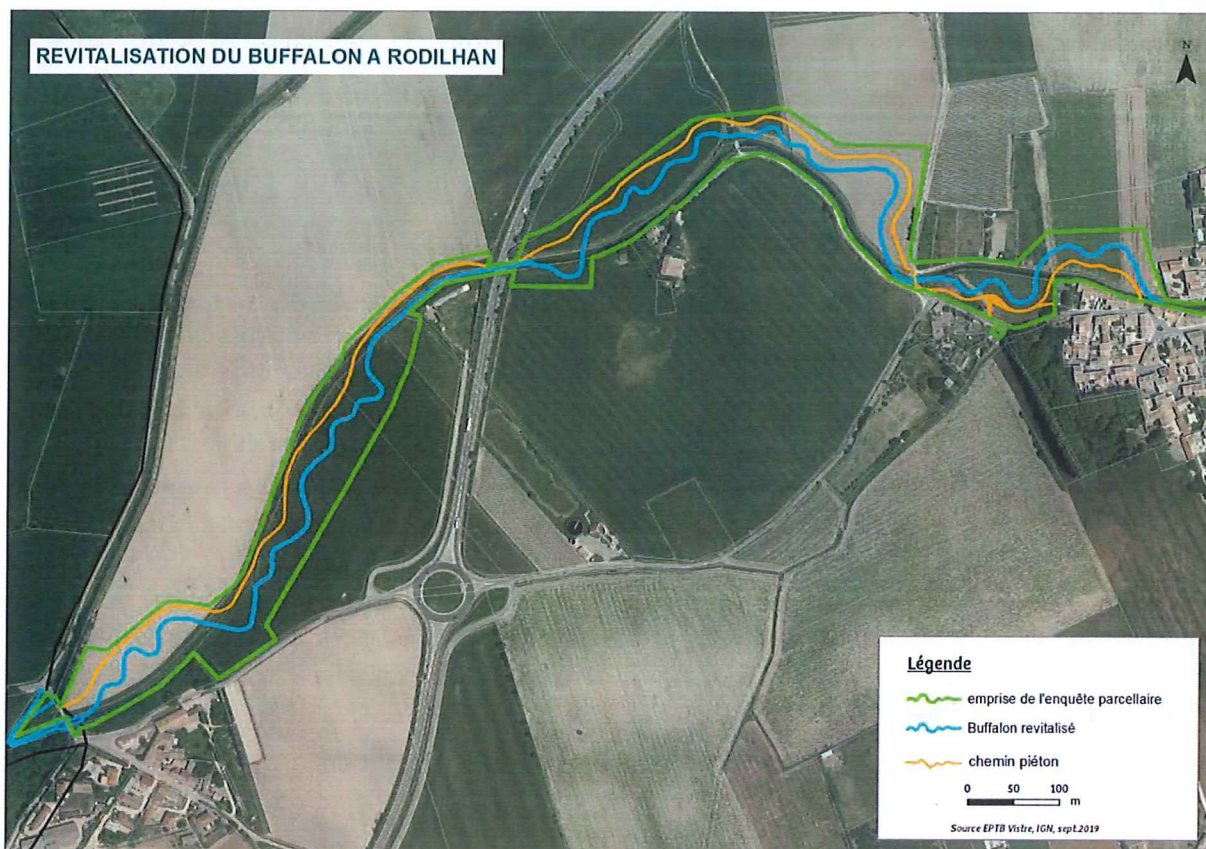 REVITALISATION DU BUFFALON A RODILHAN
N
Légende
emprise de l'enquête parcellaire
Buffalon revitalisé
chemin piéton
0 50 100
m
Source EPTB Vistre, IGN, sept.2019